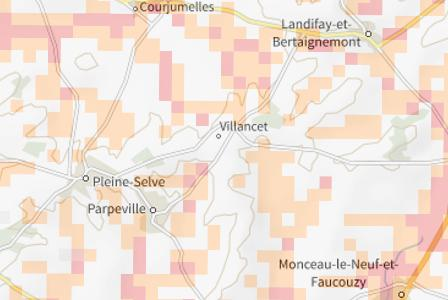 Courjumelles
Landifay-et-
Bertaignemont
Villancet
Pleine-Selve
Parpeville
Monceau-le-Neuf-et-
Faucouzy